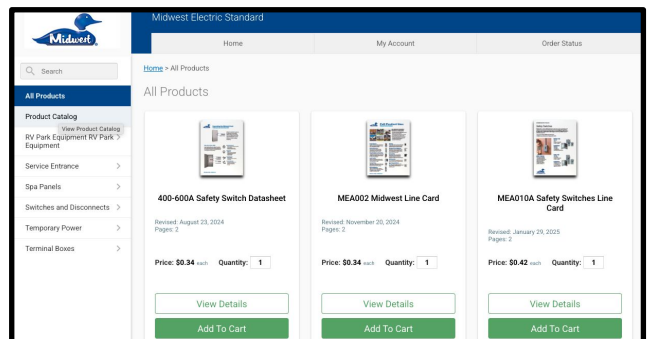 Midwest
Midwest Electric Standard
Home
My Account
Order Status
Search
Home > All Products
All Products
All Products
Product Catalog
View Product Catalog
RV Park Equipment RV Park
Equipment
Service Entrance
Spa Panels
Switches and Disconnects
Temporary Power
Terminal Boxes
400-600A Safety Switch Datasheet
Revised: August 23, 2024
Pages: 2
Price: $0.34 each Quantity: 1
View Details
Add To Cart
MEA002 Midwest Line Card
Revised: November 20, 2024
Pages: 2
Price: $0.34 each Quantity: 1
View Details
Add To Cart
MEA010A Safety Switches Line
Card
Revised: January 29, 2025
Pages: 2
Price: $0.42 each Quantity: 1
View Details
Add To Cart